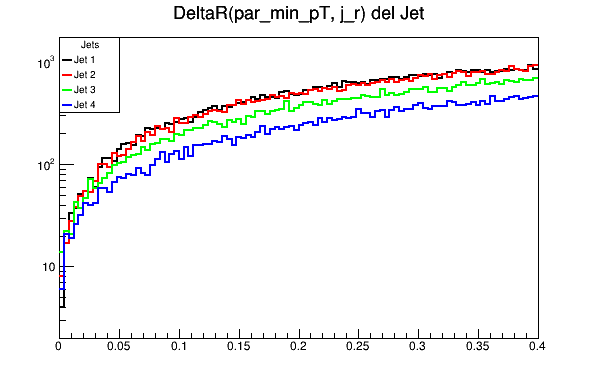 DeltaR(par_min_pT, j_r) del Jet
Jets
Jet 1
Jet 2
Jet 3
Jet 4
10³
10²
10
0 0.05 0.1 0.15 0.2 0.25 0.3 0.35 0.4